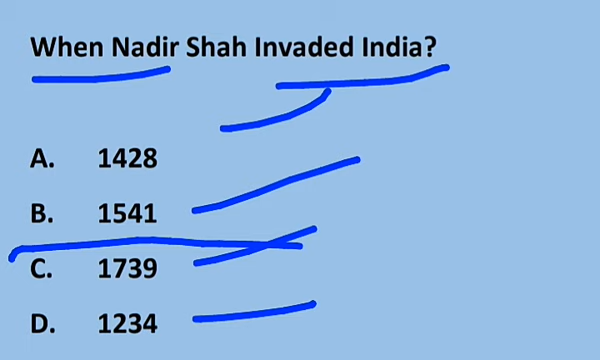 When Nadir Shah Invaded India?
A. 1428
B. 1541
C. 1739
D. 1234